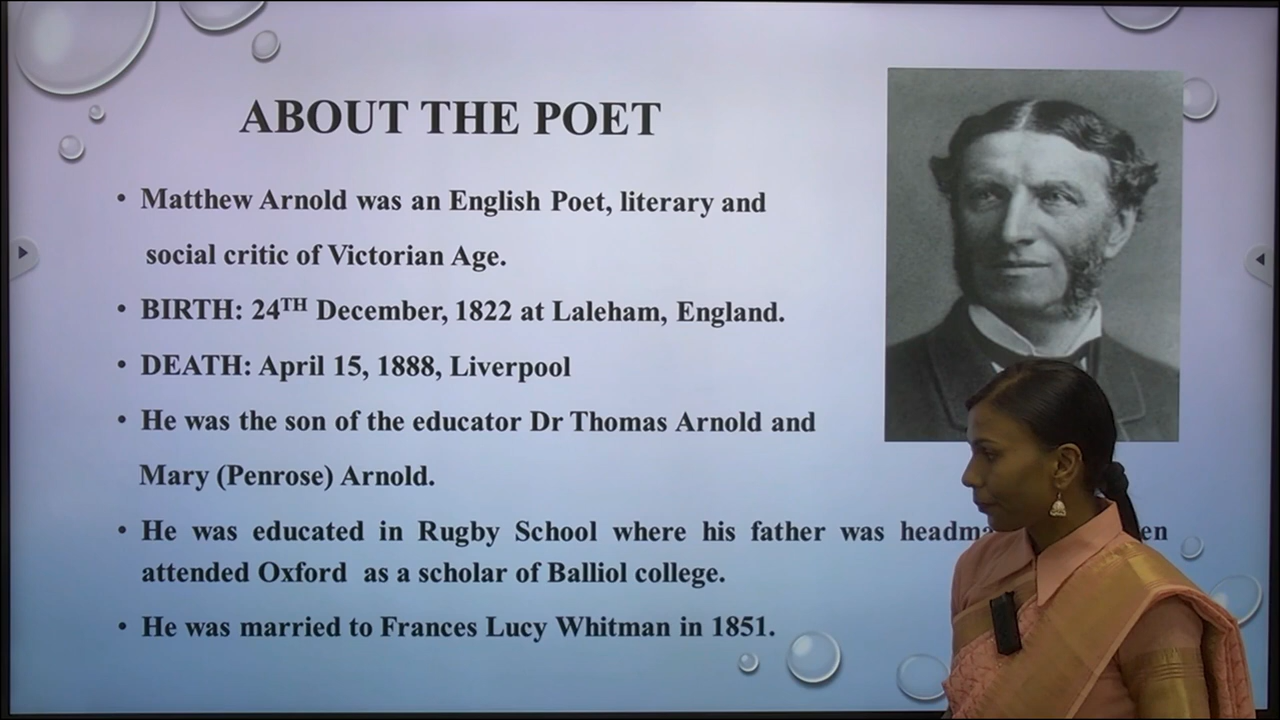 ABOUT THE POET
• Matthew Arnold was an English Poet, literary and
social critic of Victorian Age.
• BIRTH: 24TH December, 1822 at Laleham, England.
• DEATH: April 15, 1888, Liverpool
• He was the son of the educator Dr Thomas Arnold and
Mary (Penrose) Arnold.
• He was educated in Rugby School where his father was
attended Oxford as a scholar of Balliol college.
• He was married to Frances Lucy Whitman in 1851.